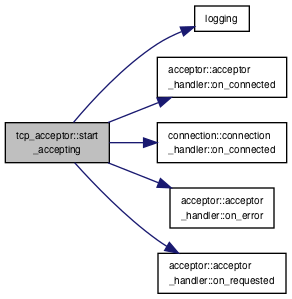 tcp_acceptor::start
_accepting
logging
acceptor::acceptor
_handler::on_connected
connection::connection
_handler::on_connected
acceptor::acceptor
_handler::on_error
acceptor::acceptor
_handler::on_requested